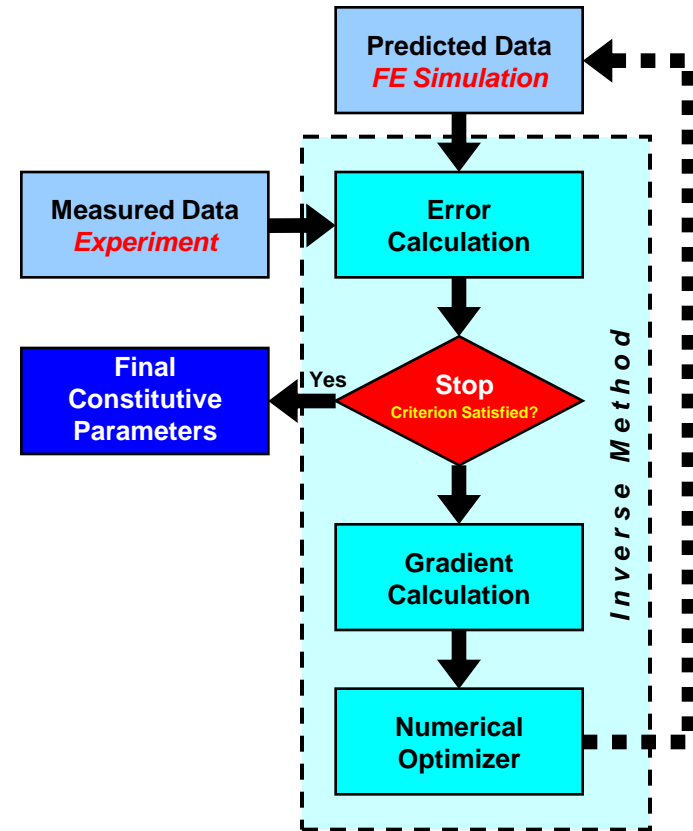 Predicted Data
FE Simulation
Measured Data
Experiment
Error
Calculation
Final
Constitutive
Parameters
Yes
Stop
Criterion Satisfied?
Gradient
Calculation
Numerical
Optimizer
Inverse Method